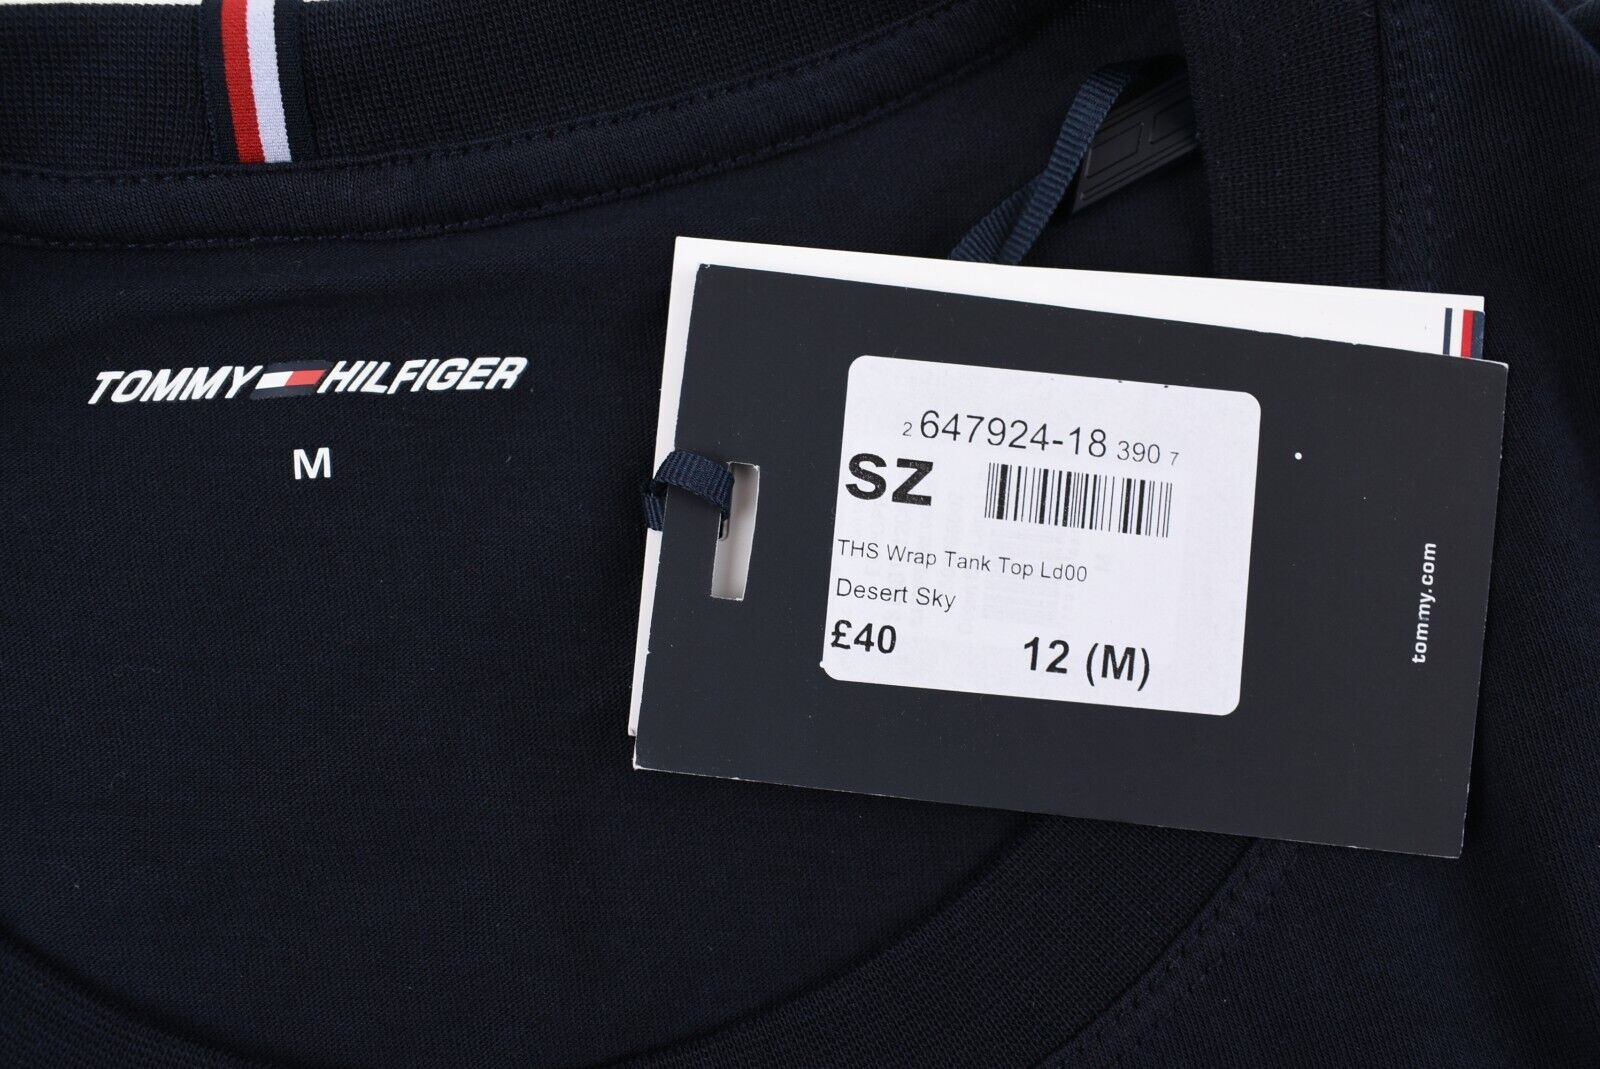 TOMMY HILFIGER
M
2 647924-18 390 7
SZ
THS Wrap Tank Top Ld00
Desert Sky
£40 12 (M)
tommy.com